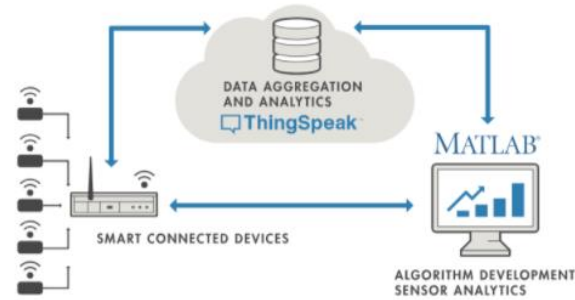 DATA AGGREGATION
AND ANALYTICS
ThingSpeak™
MATLAB®
SMART CONNECTED DEVICES
ALGORITHM DEVELOPMENT
SENSOR ANALYTICS